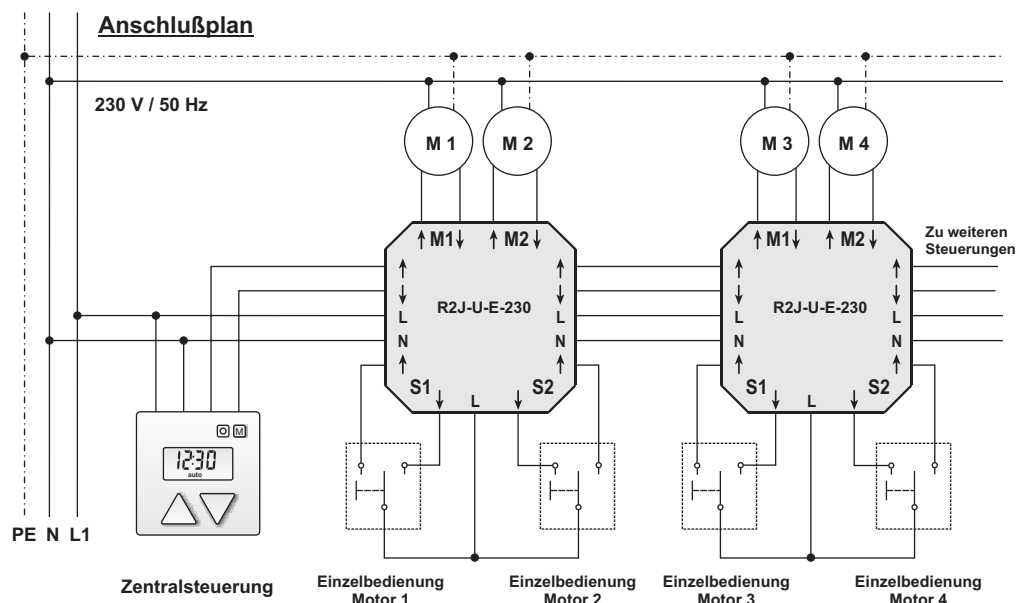 Anschlußplan
230 V / 50 Hz
M 1
M 2
M 3
M 4
↑ M1 ↓ ↑ M2 ↓
↑ M1 ↓ ↑ M2 ↓
Zu weiteren
Steuerungen
↑ ↑
↓ ↓
R2J-U-E-230
L L
N N
↑ ↑
S1 S2
↓ L ↓
↑ ↑
↓ ↓
R2J-U-E-230
L L
N N
↑ ↑
S1 S2
↓ L ↓
M
12:30
auto
PE N L1
Zentralsteuerung
Einzelbedienung
Motor 1
Einzelbedienung
Motor 2
Einzelbedienung
Motor 3
Einzelbedienung
Motor 4